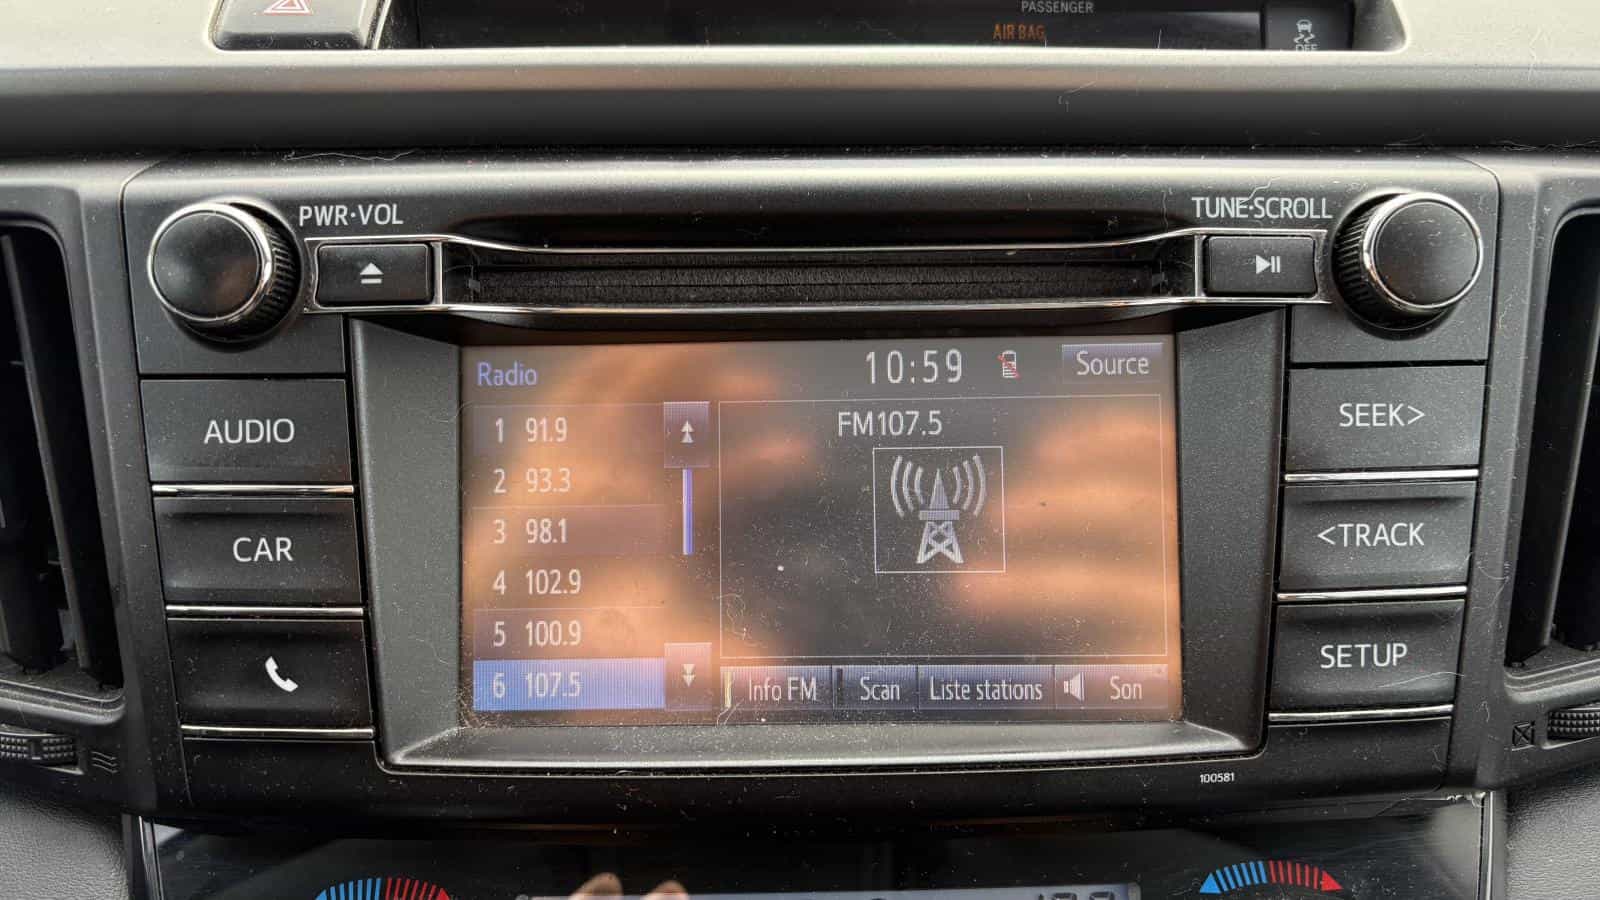 PASSENGER
AIR BAG
OFF
PWR·VOL
TUNE·SCROLL
Radio
10:59
Source
1 91.9
2 93.3
3 98.1
4 102.9
5 100.9
6 107.5
FM107.5
Info FM
Scan
Liste stations
Son
AUDIO
CAR
SEEK>
<TRACK
SETUP
100581